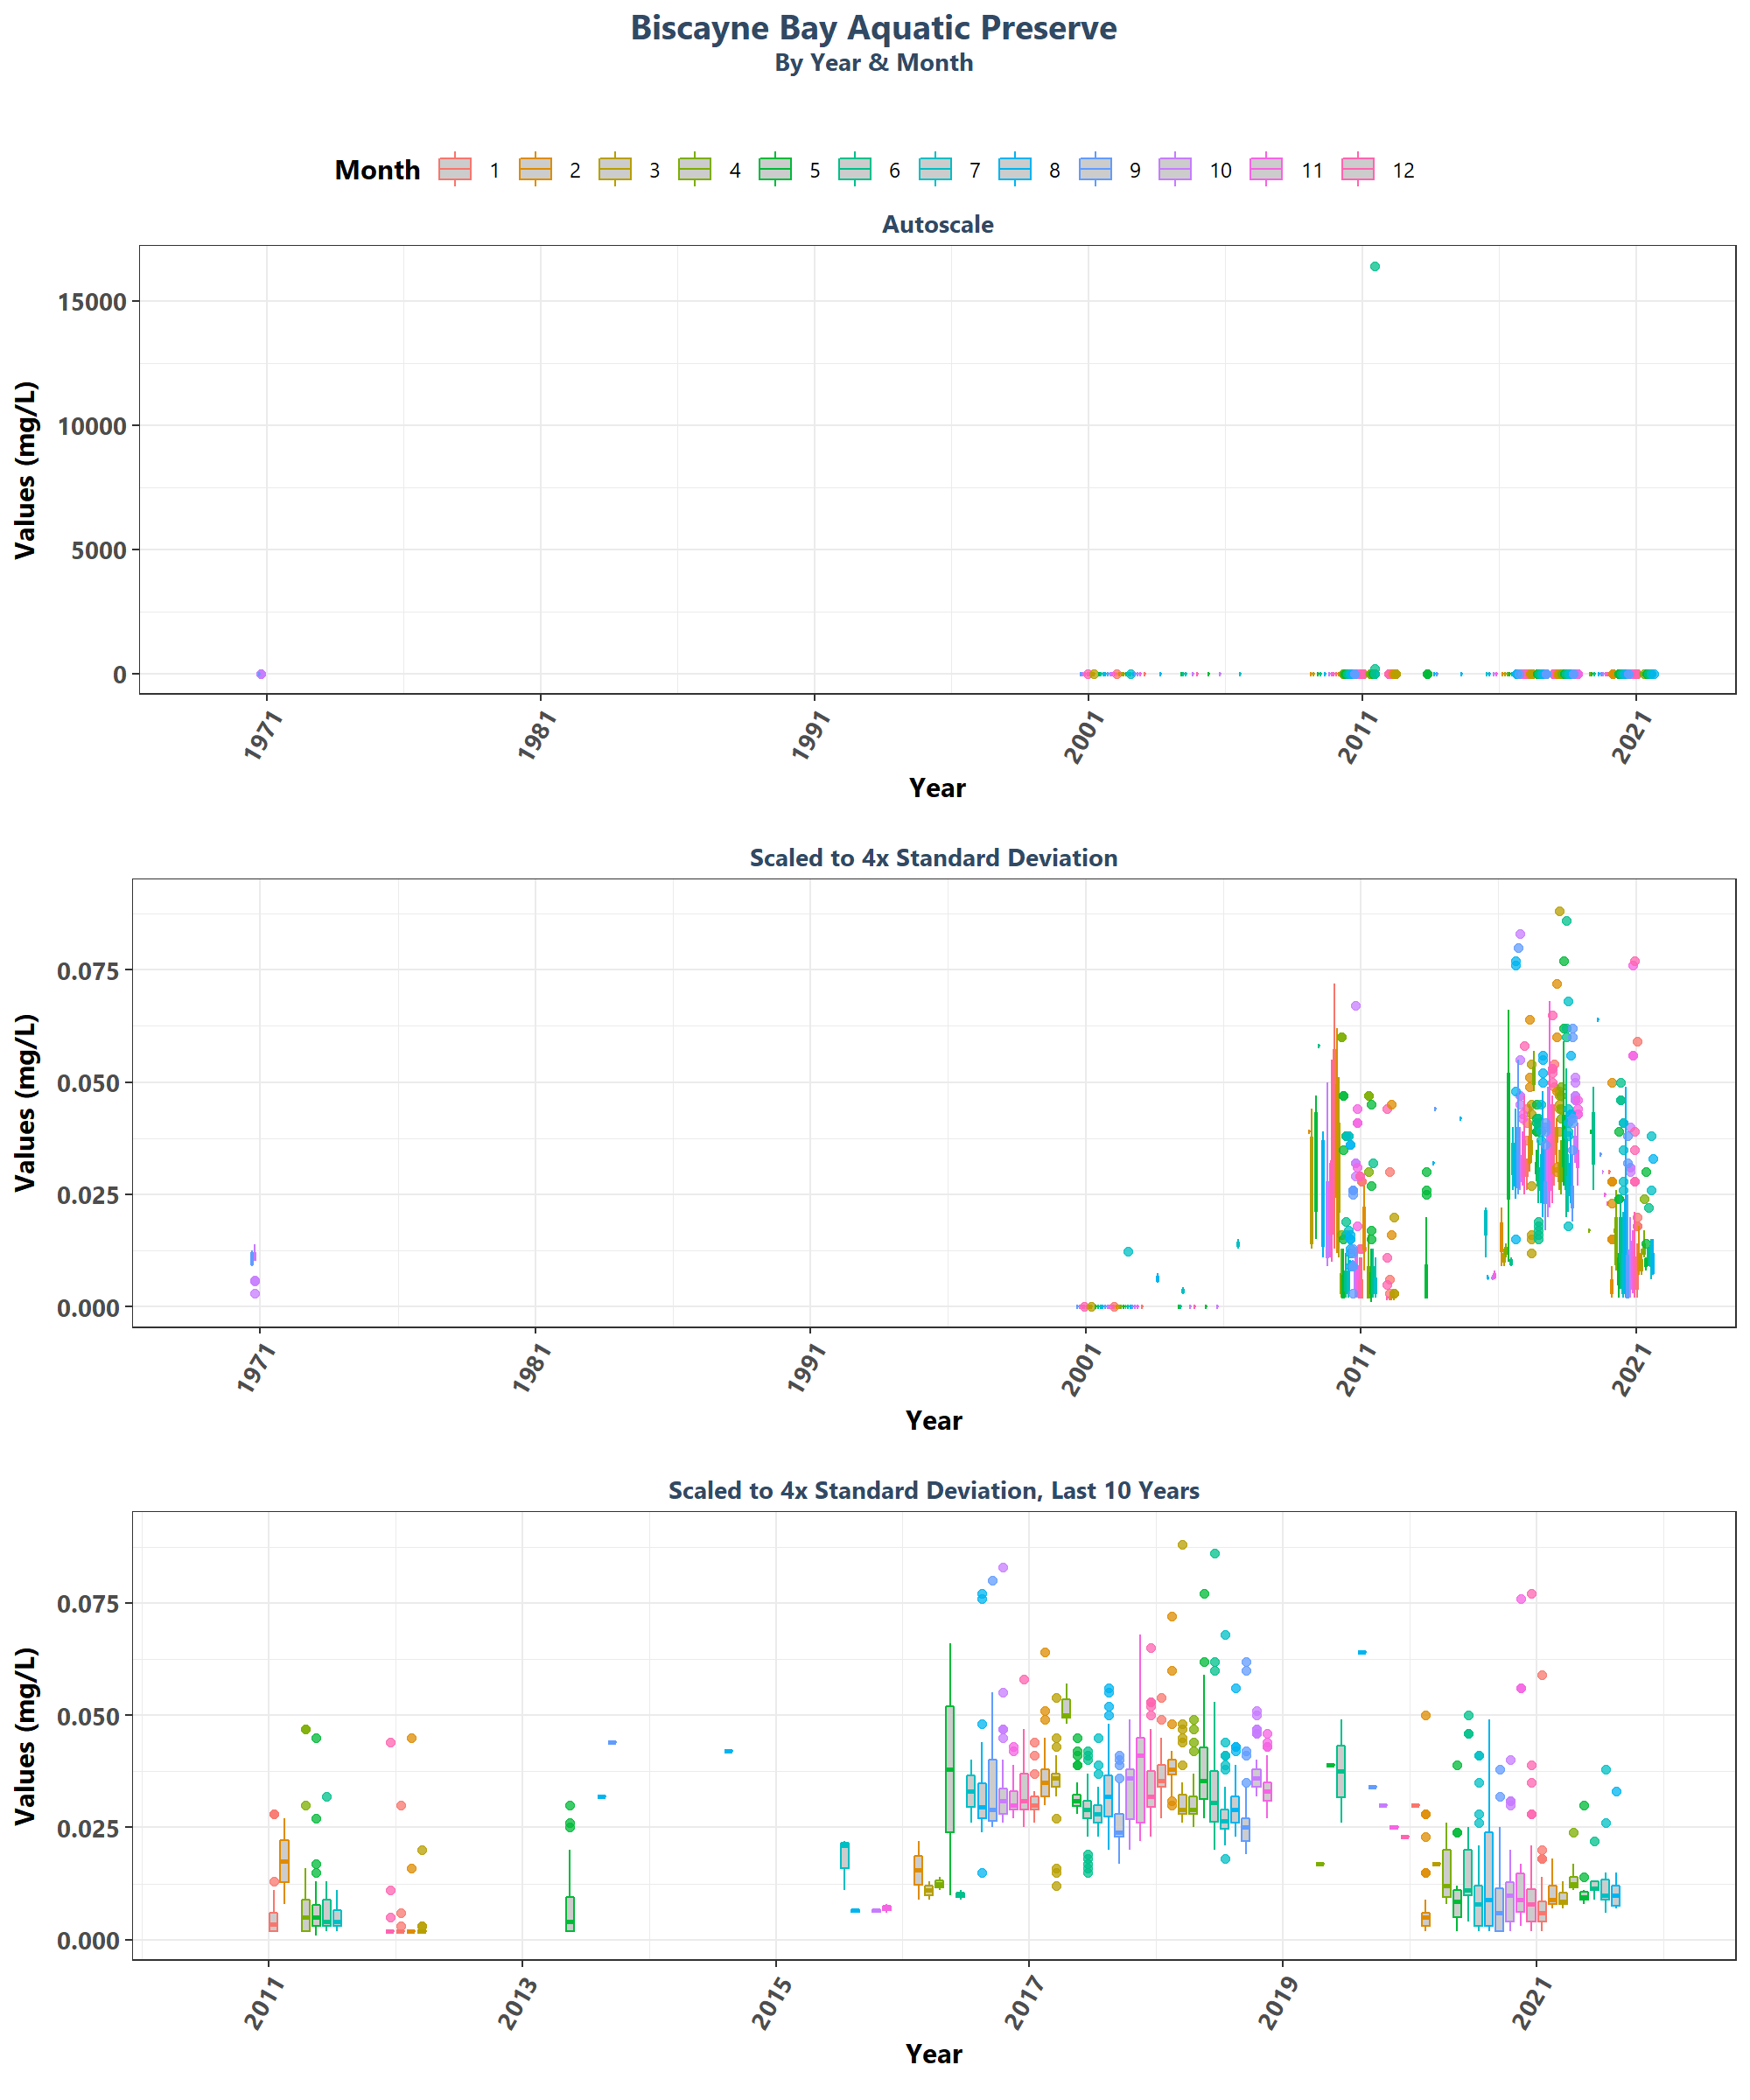 Biscayne Bay Aquatic Preserve
By Year & Month
Month 1 2 3 4 5 6 7 8 9 10 11 12
Autoscale
Values (mg/L)
15000
10000
5000
0
1971 1981 1991 2001 2011 2021
Year
Scaled to 4x Standard Deviation
Values (mg/L)
0.075
0.050
0.025
0.000
1971 1981 1991 2001 2011 2021
Year
Scaled to 4x Standard Deviation, Last 10 Years
Values (mg/L)
0.075
0.050
0.025
0.000
2011 2013 2015 2017 2019 2021
Year